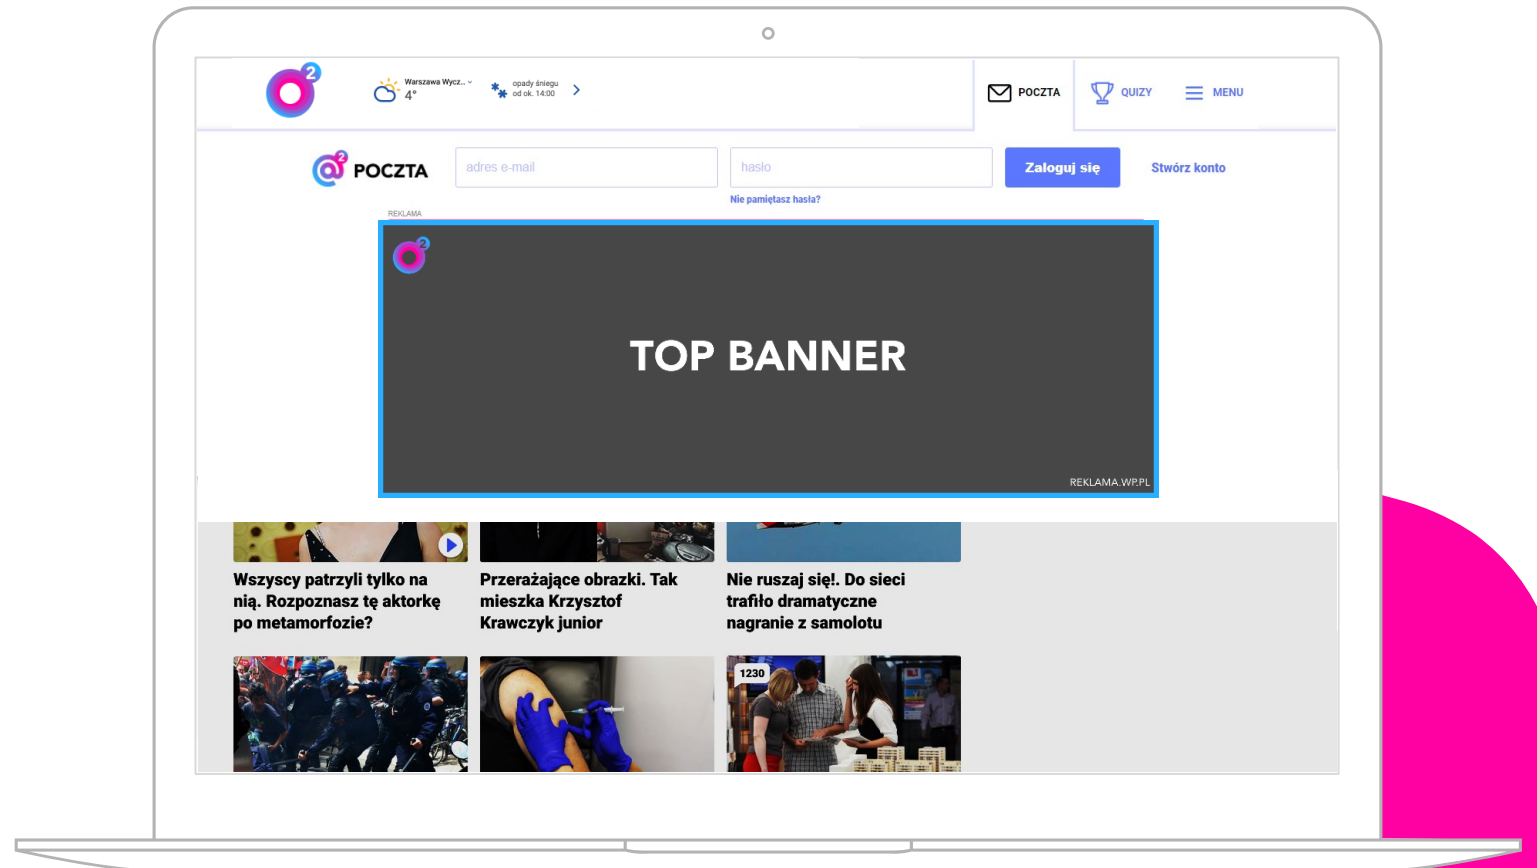 2
Warszawa Wycz..
4°
opady śniegu
od ok. 14:00
POCZTA
QUIZY
MENU
@2 POCZTA
adres e-mail
hasło
Zaloguj się
Stwórz konto
Nie pamiętasz hasła?
REKLAMA
2
TOP BANNER
REKLAMA.WP.PL
Wszyscy patrzyli tylko na
nią. Rozpoznasz tę aktorkę
po metamorfozie?
Przerażające obrazki. Tak
mieszka Krzysztof
Krawczyk junior
Nie ruszaj się!. Do sieci
trafiło dramatyczne
nagranie z samolotu
1230